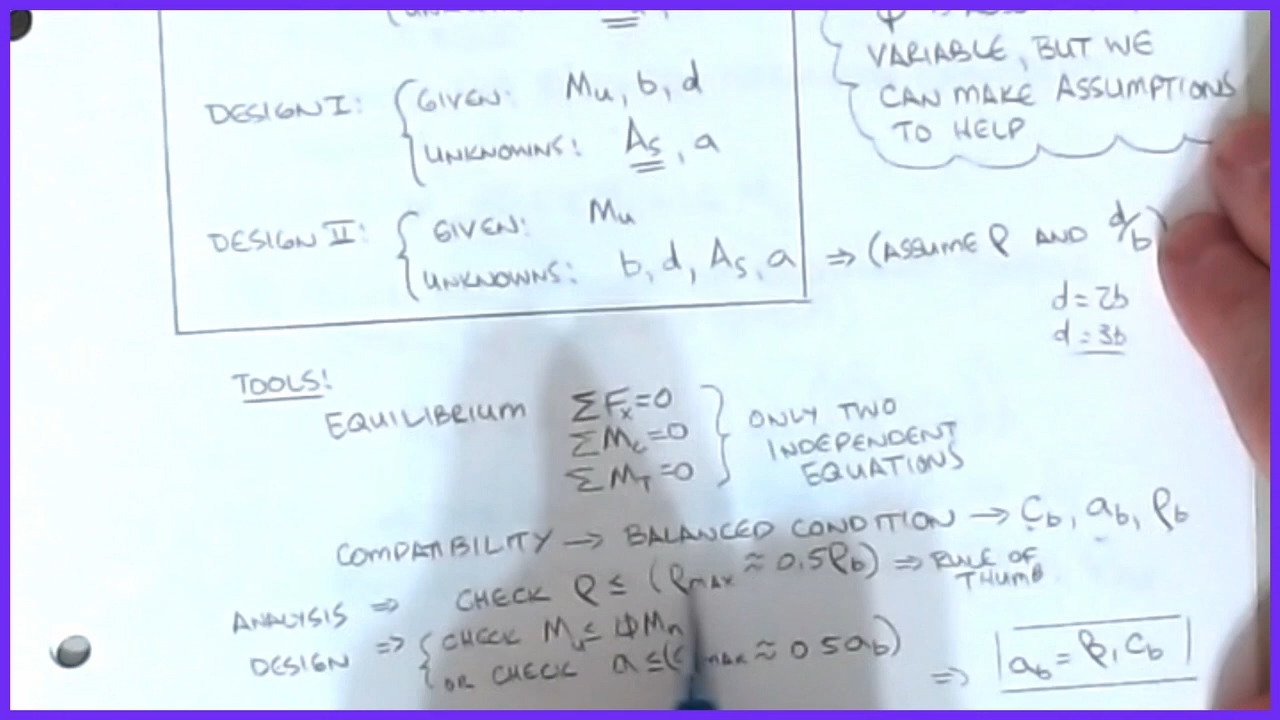 VARIABLE, BUT WE
CAN MAKE ASSUMPTIONS
TO HELP
DESIGN I: { GIVEN: Mu, b, d
UNKNOWNS: As, a
DESIGN II: { GIVEN: Mu
UNKNOWNS: b, d, As, a ⇒ (ASSUME ρ AND d/b)
d = 2b
d = 3b
TOOLS!
EQUILIBRIUM ΣFx=0
ΣMc=0
ΣMT=0
} ONLY TWO
INDEPENDENT
EQUATIONS
COMPATIBILITY → BALANCED CONDITION → cb, ab, ρb
ANALYSIS ⇒ CHECK ρ ≤ (ρMAX ≈ 0.5ρb) ⇒ RULE OF
THUMB
DESIGN ⇒ { CHECK Mu ≤ ΦMn
OR CHECK a ≤ ( MAX ≈ 0.5ab)
⇒ ab = β1 cb